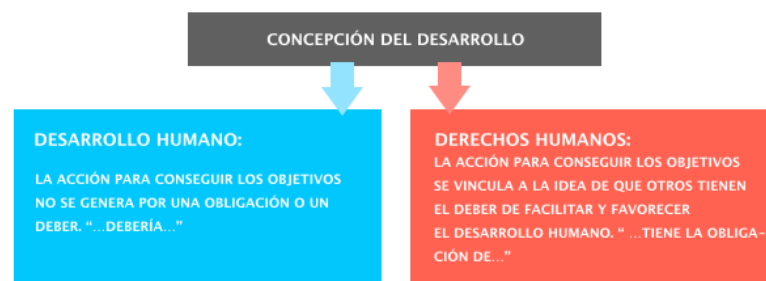 CONCEPCIÓN DEL DESARROLLO
DESARROLLO HUMANO:
LA ACCIÓN PARA CONSEGUIR LOS OBJETIVOS
NO SE GENERA POR UNA OBLIGACIÓN O UN
DEBER. “...DEBERÍA...”
DERECHOS HUMANOS:
LA ACCIÓN PARA CONSEGUIR LOS OBJETIVOS
SE VINCULA A LA IDEA DE QUE OTROS TIENEN
EL DEBER DE FACILITAR Y FAVORECER
EL DESARROLLO HUMANO. “ ...TIENE LA OBLIGA-
CIÓN DE...”